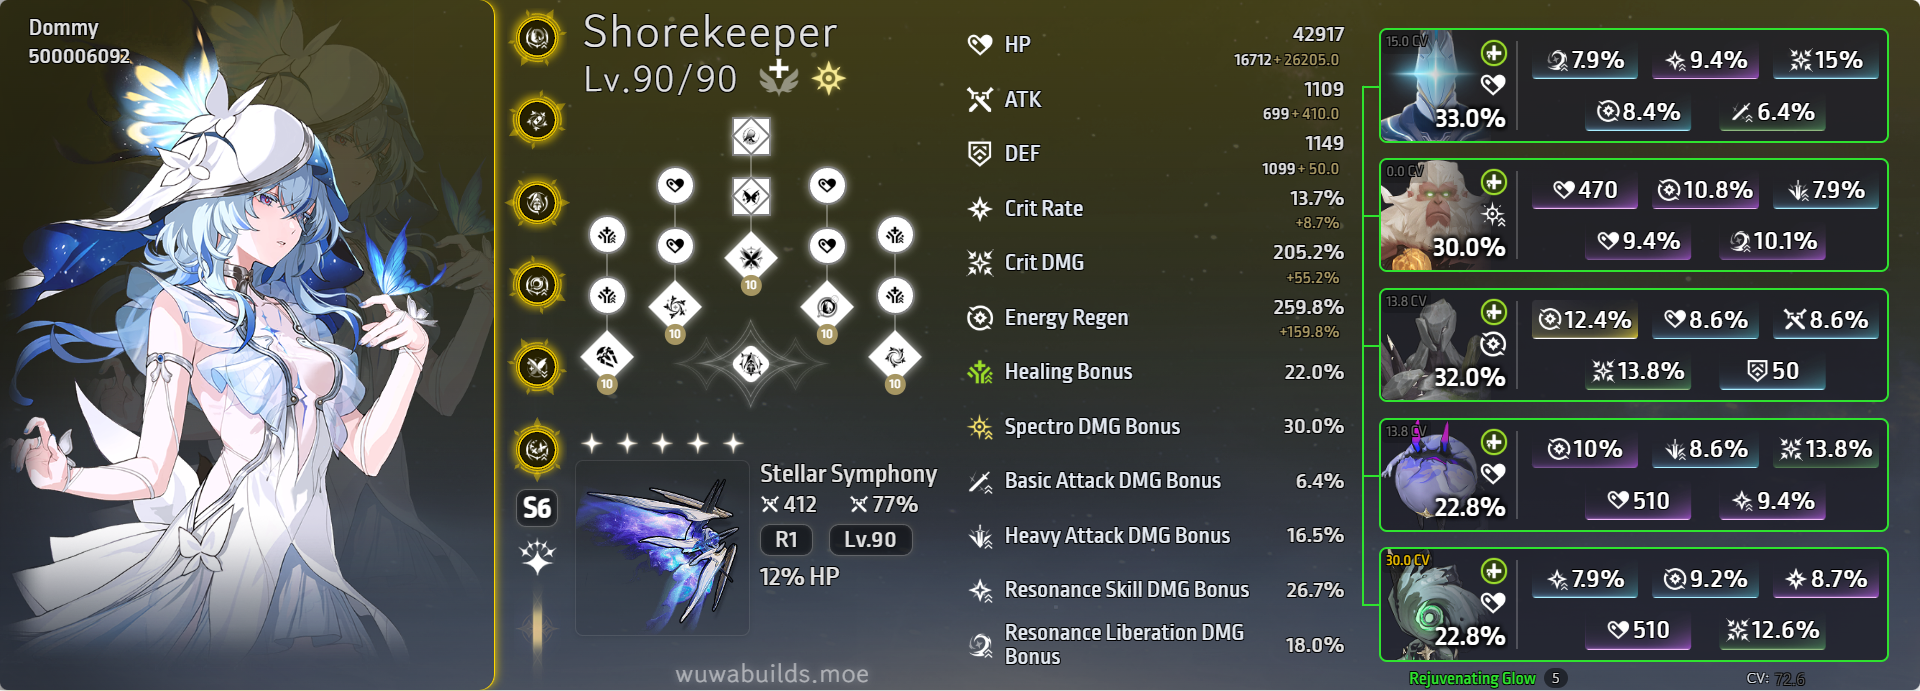 Dommy
500006092
Shorekeeper
Lv.90/90
10
10
10
10
10
S6
Stellar Symphony
412 77%
R1 Lv.90
12% HP
wuwabuilds.moe
HP 42917
16712+26205.0
ATK 1109
699+410.0
DEF 1149
1099+50.0
Crit Rate 13.7%
+8.7%
Crit DMG 205.2%
+55.2%
Energy Regen 259.8%
+159.8%
Healing Bonus 22.0%
Spectro DMG Bonus 30.0%
Basic Attack DMG Bonus 6.4%
Heavy Attack DMG Bonus 16.5%
Resonance Skill DMG Bonus 26.7%
Resonance Liberation DMG
Bonus 18.0%
15.0 CV
33.0%
7.9% 9.4% 15%
8.4% 6.4%
0.0 CV
30.0%
470 10.8% 7.9%
9.4% 10.1%
13.8 CV
32.0%
12.4% 8.6% 8.6%
13.8% 50
13.8 CV
22.8%
10% 8.6% 13.8%
510 9.4%
30.0 CV
22.8%
7.9% 9.2% 8.7%
510 12.6%
Rejuvenating Glow 5
CV: 72.6